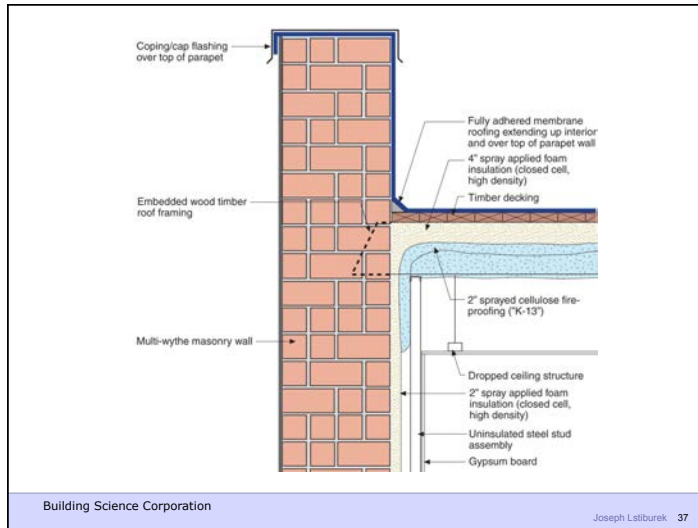 Coping/cap flashing
over top of parapet
Fully adhered membrane
roofing extending up interior
and over top of parapet wall
4" spray applied foam
insulation (closed cell,
high density)
Timber decking
Embedded wood timber
roof framing
2" sprayed cellulose fire-
proofing ("K-13")
Multi-wythe masonry wall
Dropped ceiling structure
2" spray applied foam
insulation (closed cell,
high density)
Uninsulated steel stud
assembly
Gypsum board
Building Science Corporation
Joseph Lstiburek 37